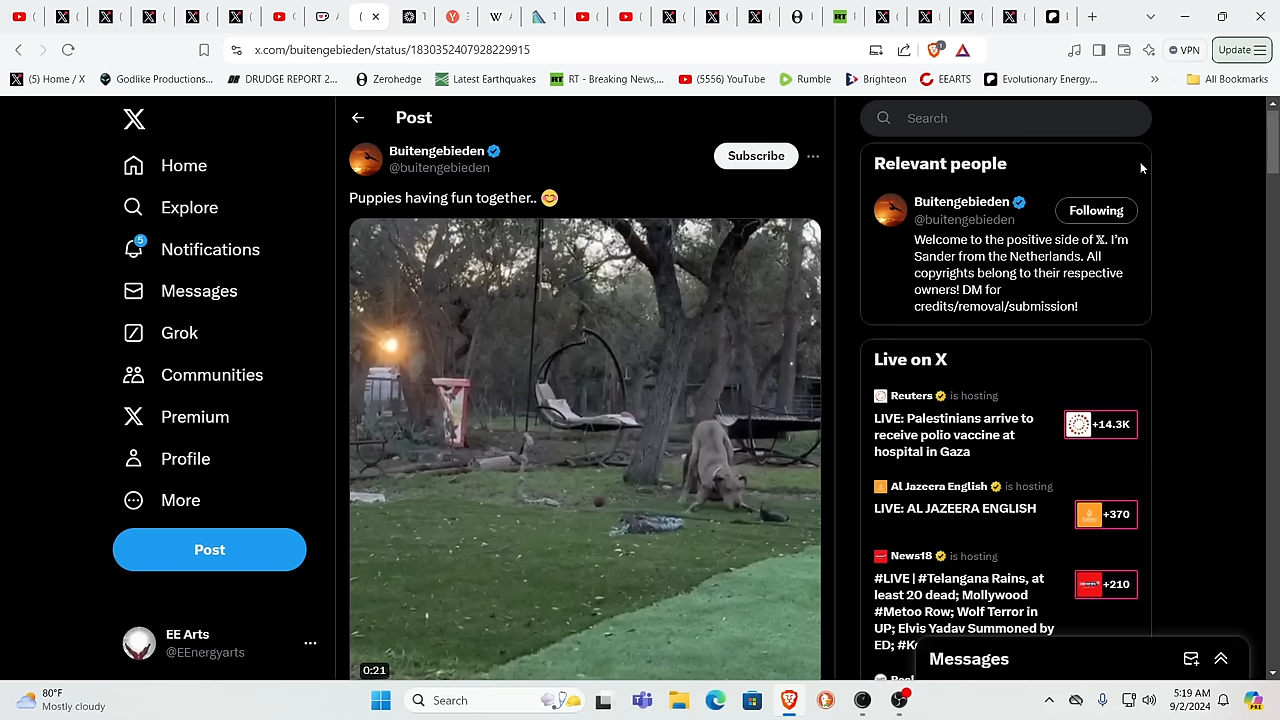 x.com/buitengebieden/status/1830352407928229915
VPN
Update
(5) Home / X
Godlike Productions...
DRUDGE REPORT 2...
Zerohedge
Latest Earthquakes
RT - Breaking News,...
(5556) YouTube
Rumble
Brighteon
EEARTS
Evolutionary Energy...
All Bookmarks
Home
Explore
5
Notifications
Messages
Grok
Communities
Premium
Profile
More
Post
EE Arts
@EEnergyarts
Post
Buitengebieden
@buitengebieden
Subscribe
Puppies having fun together.. 😊
0:21
Search
Relevant people
Buitengebieden
@buitengebieden
Following
Welcome to the positive side of 𝕏. I'm
Sander from the Netherlands. All
copyrights belong to their respective
owners! DM for
credits/removal/submission!
Live on X
Reuters is hosting
LIVE: Palestinians arrive to
receive polio vaccine at
hospital in Gaza
+14.3K
Al Jazeera English is hosting
LIVE: AL JAZEERA ENGLISH
+370
News18 is hosting
#LIVE | #Telangana Rains, at
least 20 dead; Mollywood
#Metoo Row; Wolf Terror in
UP; Elvis Yadav Summoned by
ED;
+210
Messages
80°F
Mostly cloudy
Search
5:19 AM
9/2/2024